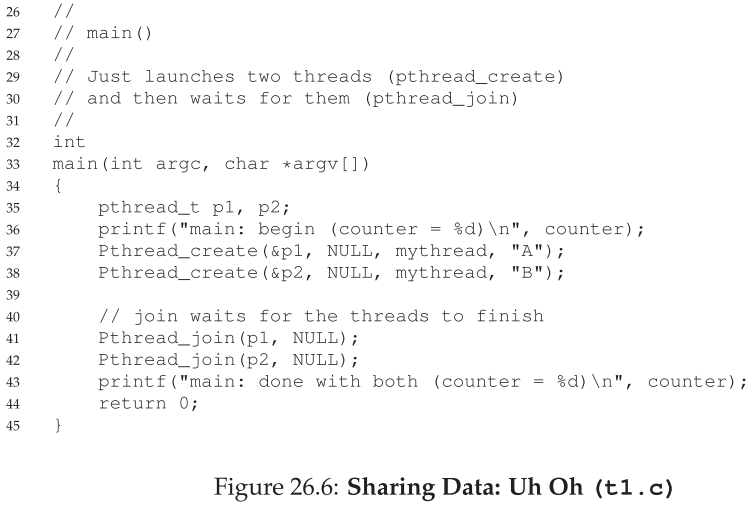 26 //
27 // main()
28 //
29 // Just launches two threads (pthread_create)
30 // and then waits for them (pthread_join)
31 //
32 int
33 main(int argc, char *argv[])
34 {
35     pthread_t p1, p2;
36     printf("main: begin (counter = %d)\n", counter);
37     Pthread_create(&p1, NULL, mythread, "A");
38     Pthread_create(&p2, NULL, mythread, "B");
39
40     // join waits for the threads to finish
41     Pthread_join(p1, NULL);
42     Pthread_join(p2, NULL);
43     printf("main: done with both (counter = %d)\n", counter);
44     return 0;
45 }
Figure 26.6: Sharing Data: Uh Oh (t1.c)